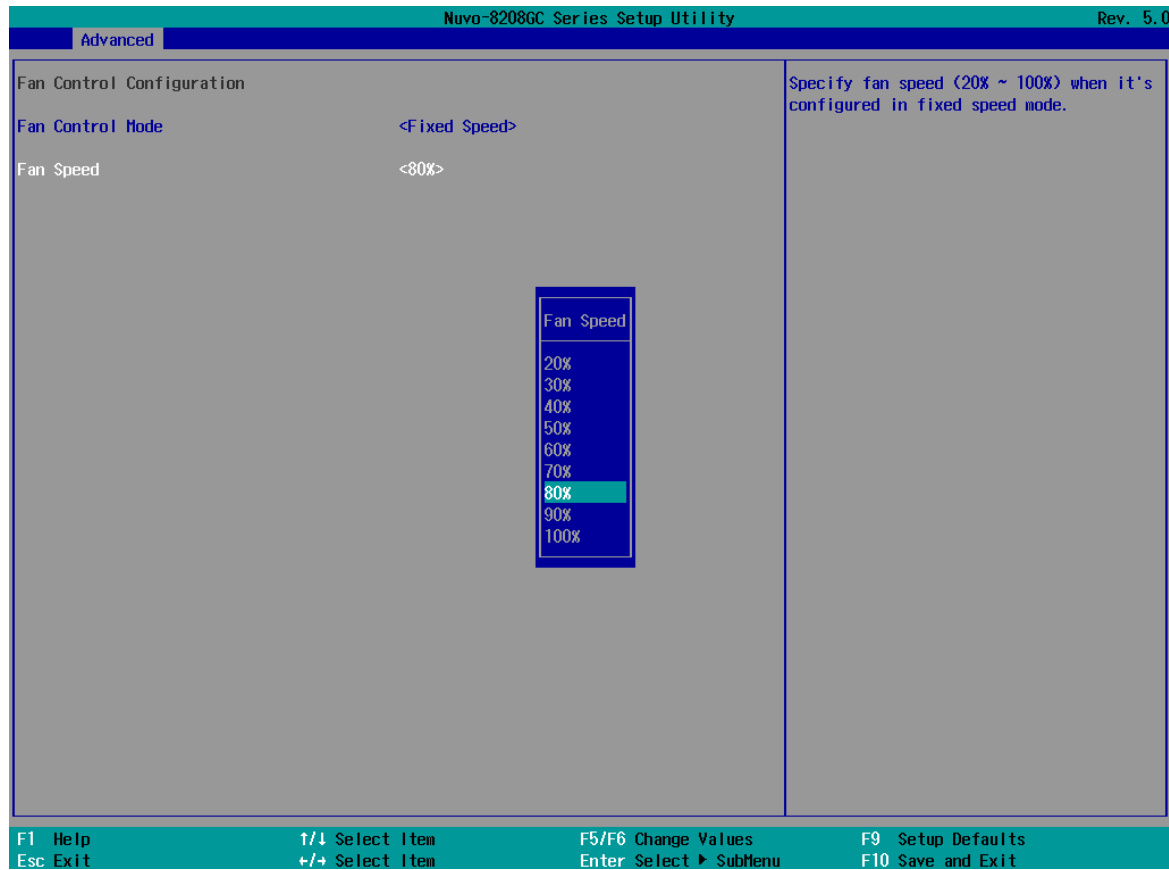 Nuvo-8208GC Series Setup Utility Rev. 5.0
Advanced
Fan Control Configuration
Specify fan speed (20% ~ 100%) when it's
configured in fixed speed mode.
Fan Control Mode <Fixed Speed>
Fan Speed <80%>
Fan Speed
20%
30%
40%
50%
60%
70%
80%
90%
100%
F1 Help ↑/↓ Select Item F5/F6 Change Values F9 Setup Defaults
Esc Exit ←/→ Select Item Enter Select ▶ SubMenu F10 Save and Exit